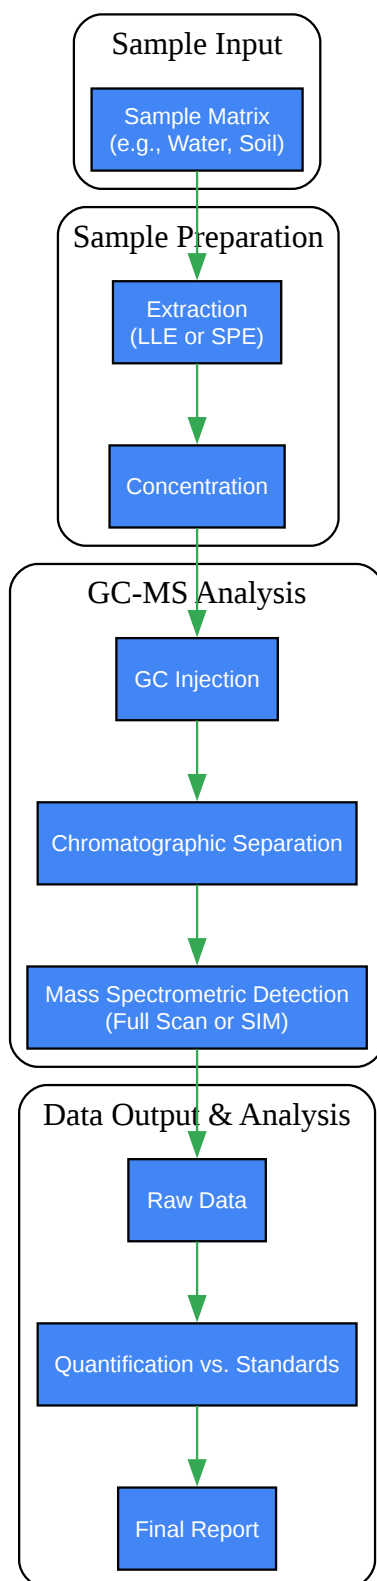 Sample Input
Sample Matrix
(e.g., Water, Soil)
Sample Preparation
Extraction
(LLE or SPE)
Concentration
GC-MS Analysis
GC Injection
Chromatographic Separation
Mass Spectrometric Detection
(Full Scan or SIM)
Data Output & Analysis
Raw Data
Quantification vs. Standards
Final Report